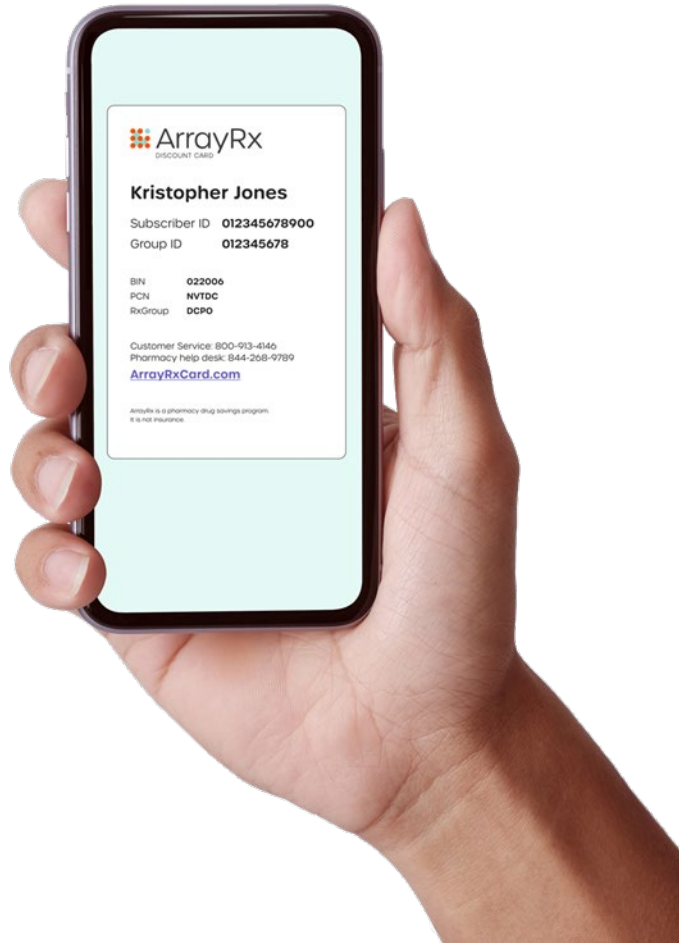 ArrayRx
DISCOUNT CARD
Kristopher Jones
Subscriber ID 012345678900
Group ID 012345678
BIN 022006
PCN NVTDC
RxGroup DCPO
Customer Service: 800-913-4146
Pharmacy help desk: 844-268-9789
ArrayRxCard.com
ArrayRx is a pharmacy drug savings program.
It is not insurance.